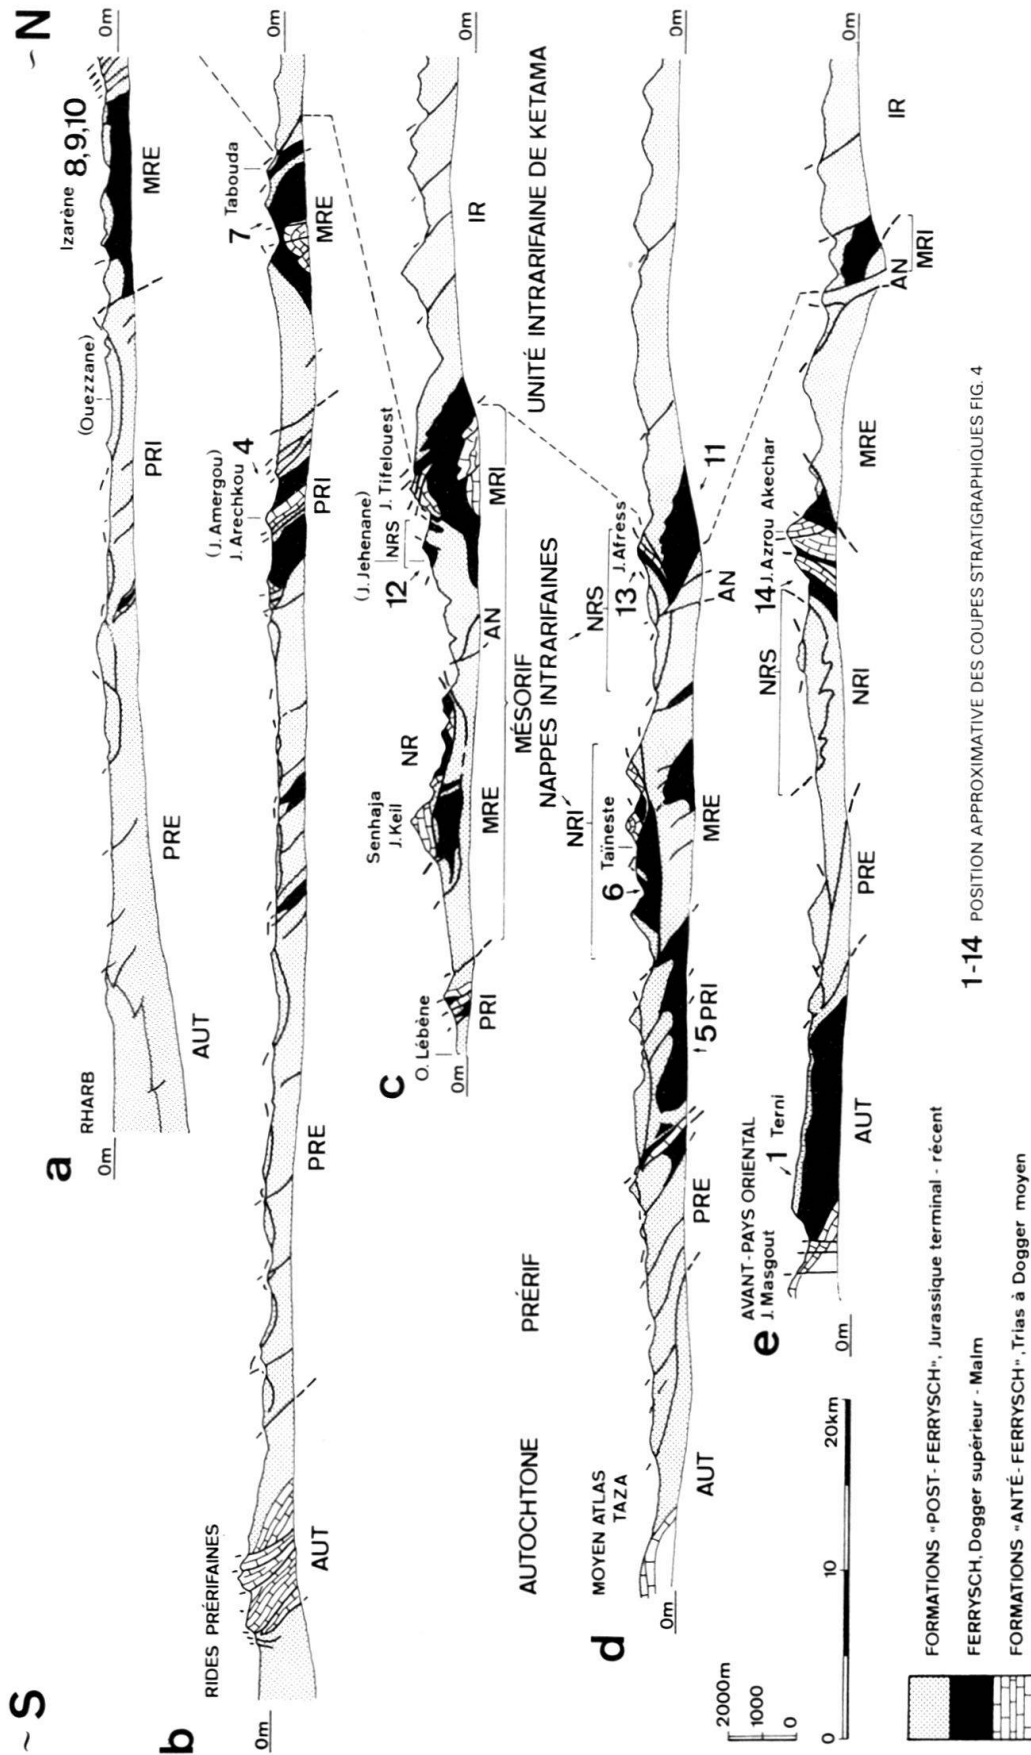 ~ S
~ N
a
RHARB
0m
0m
AUT
PRE
PRI
(Ouezzane)
Izarène 8,9,10
MRE
b
RIDES PRÉRIFAINES
0m
0m
AUT
PRE
(J. Amergou)
J. Arechkou 4
PRI
7 Tabouda
MRE
c
O. Lébène
0m
0m
PRI
Senhaja
J. Keil
NR
MRE
AN
(J. Jehenane)
12
NRS
J. Tifelouest
MRI
IR
MÉSORIF
AUTOCHTONE
PRÉRIF
NAPPES INTRARIFAINES
UNITÉ INTRARIFAINE DE KETAMA
d
MOYEN ATLAS
TAZA
0m
0m
AUT
PRE
5 PRI
NRI
6 Taïneste
MRE
NRS
13 J. Afress
AN
11
e
AVANT-PAYS ORIENTAL
J. Masgout
1 Terni
0m
0m
AUT
PRE
NRS
NRI
14 J. Azrou Akechar
MRE
AN
MRI
IR
2000m
1000
0
0
10
20km
1-14 POSITION APPROXIMATIVE DES COUPES STRATIGRAPHIQUES FIG. 4
FORMATIONS "POST-FERRYSCH", Jurassique terminal - récent
FERRYSCH, Dogger supérieur - Malm
FORMATIONS "ANTÉ-FERRYSCH", Trias à Dogger moyen